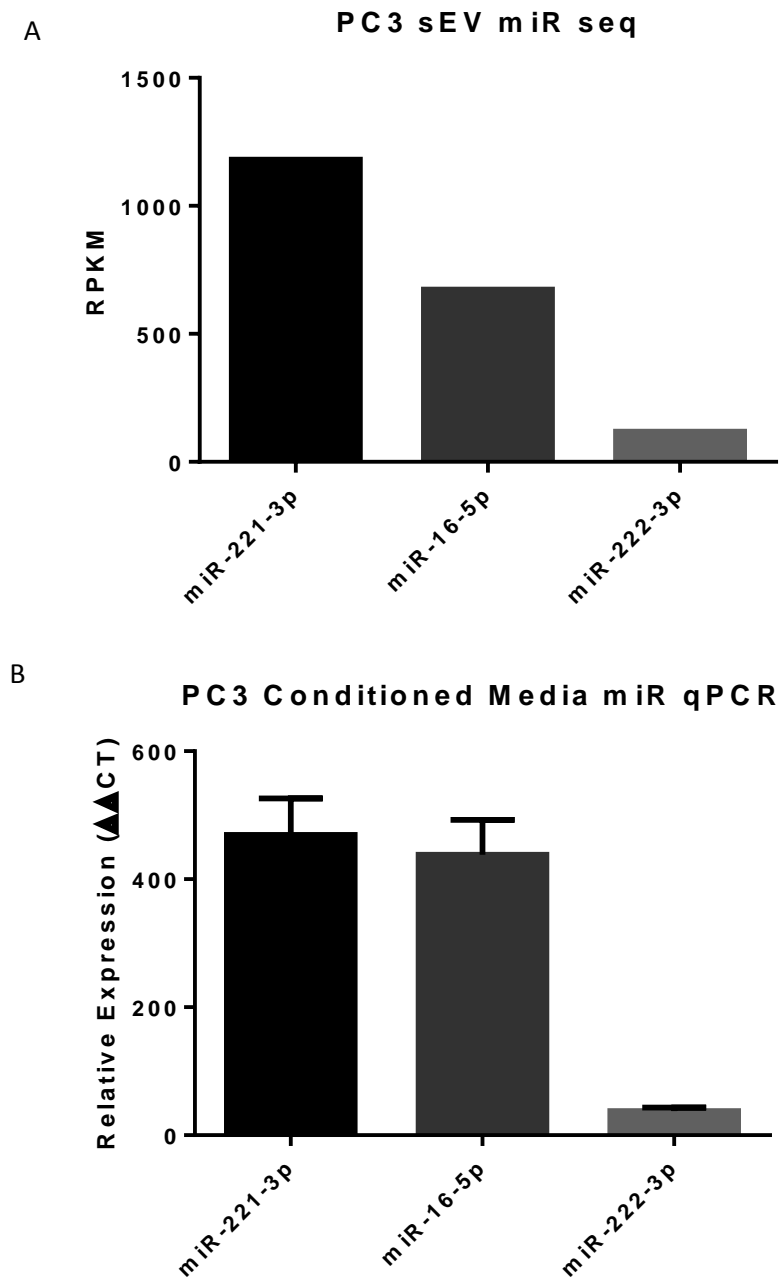 A
PC3 sEV miR seq
1500
1000
500
0
RPKM
miR-221-3p
miR-16-5p
miR-222-3p
B
PC3 Conditioned Media miR qPCR
600
400
200
0
Relative Expression (▲▲CT)
miR-221-3p
miR-16-5p
miR-222-3p